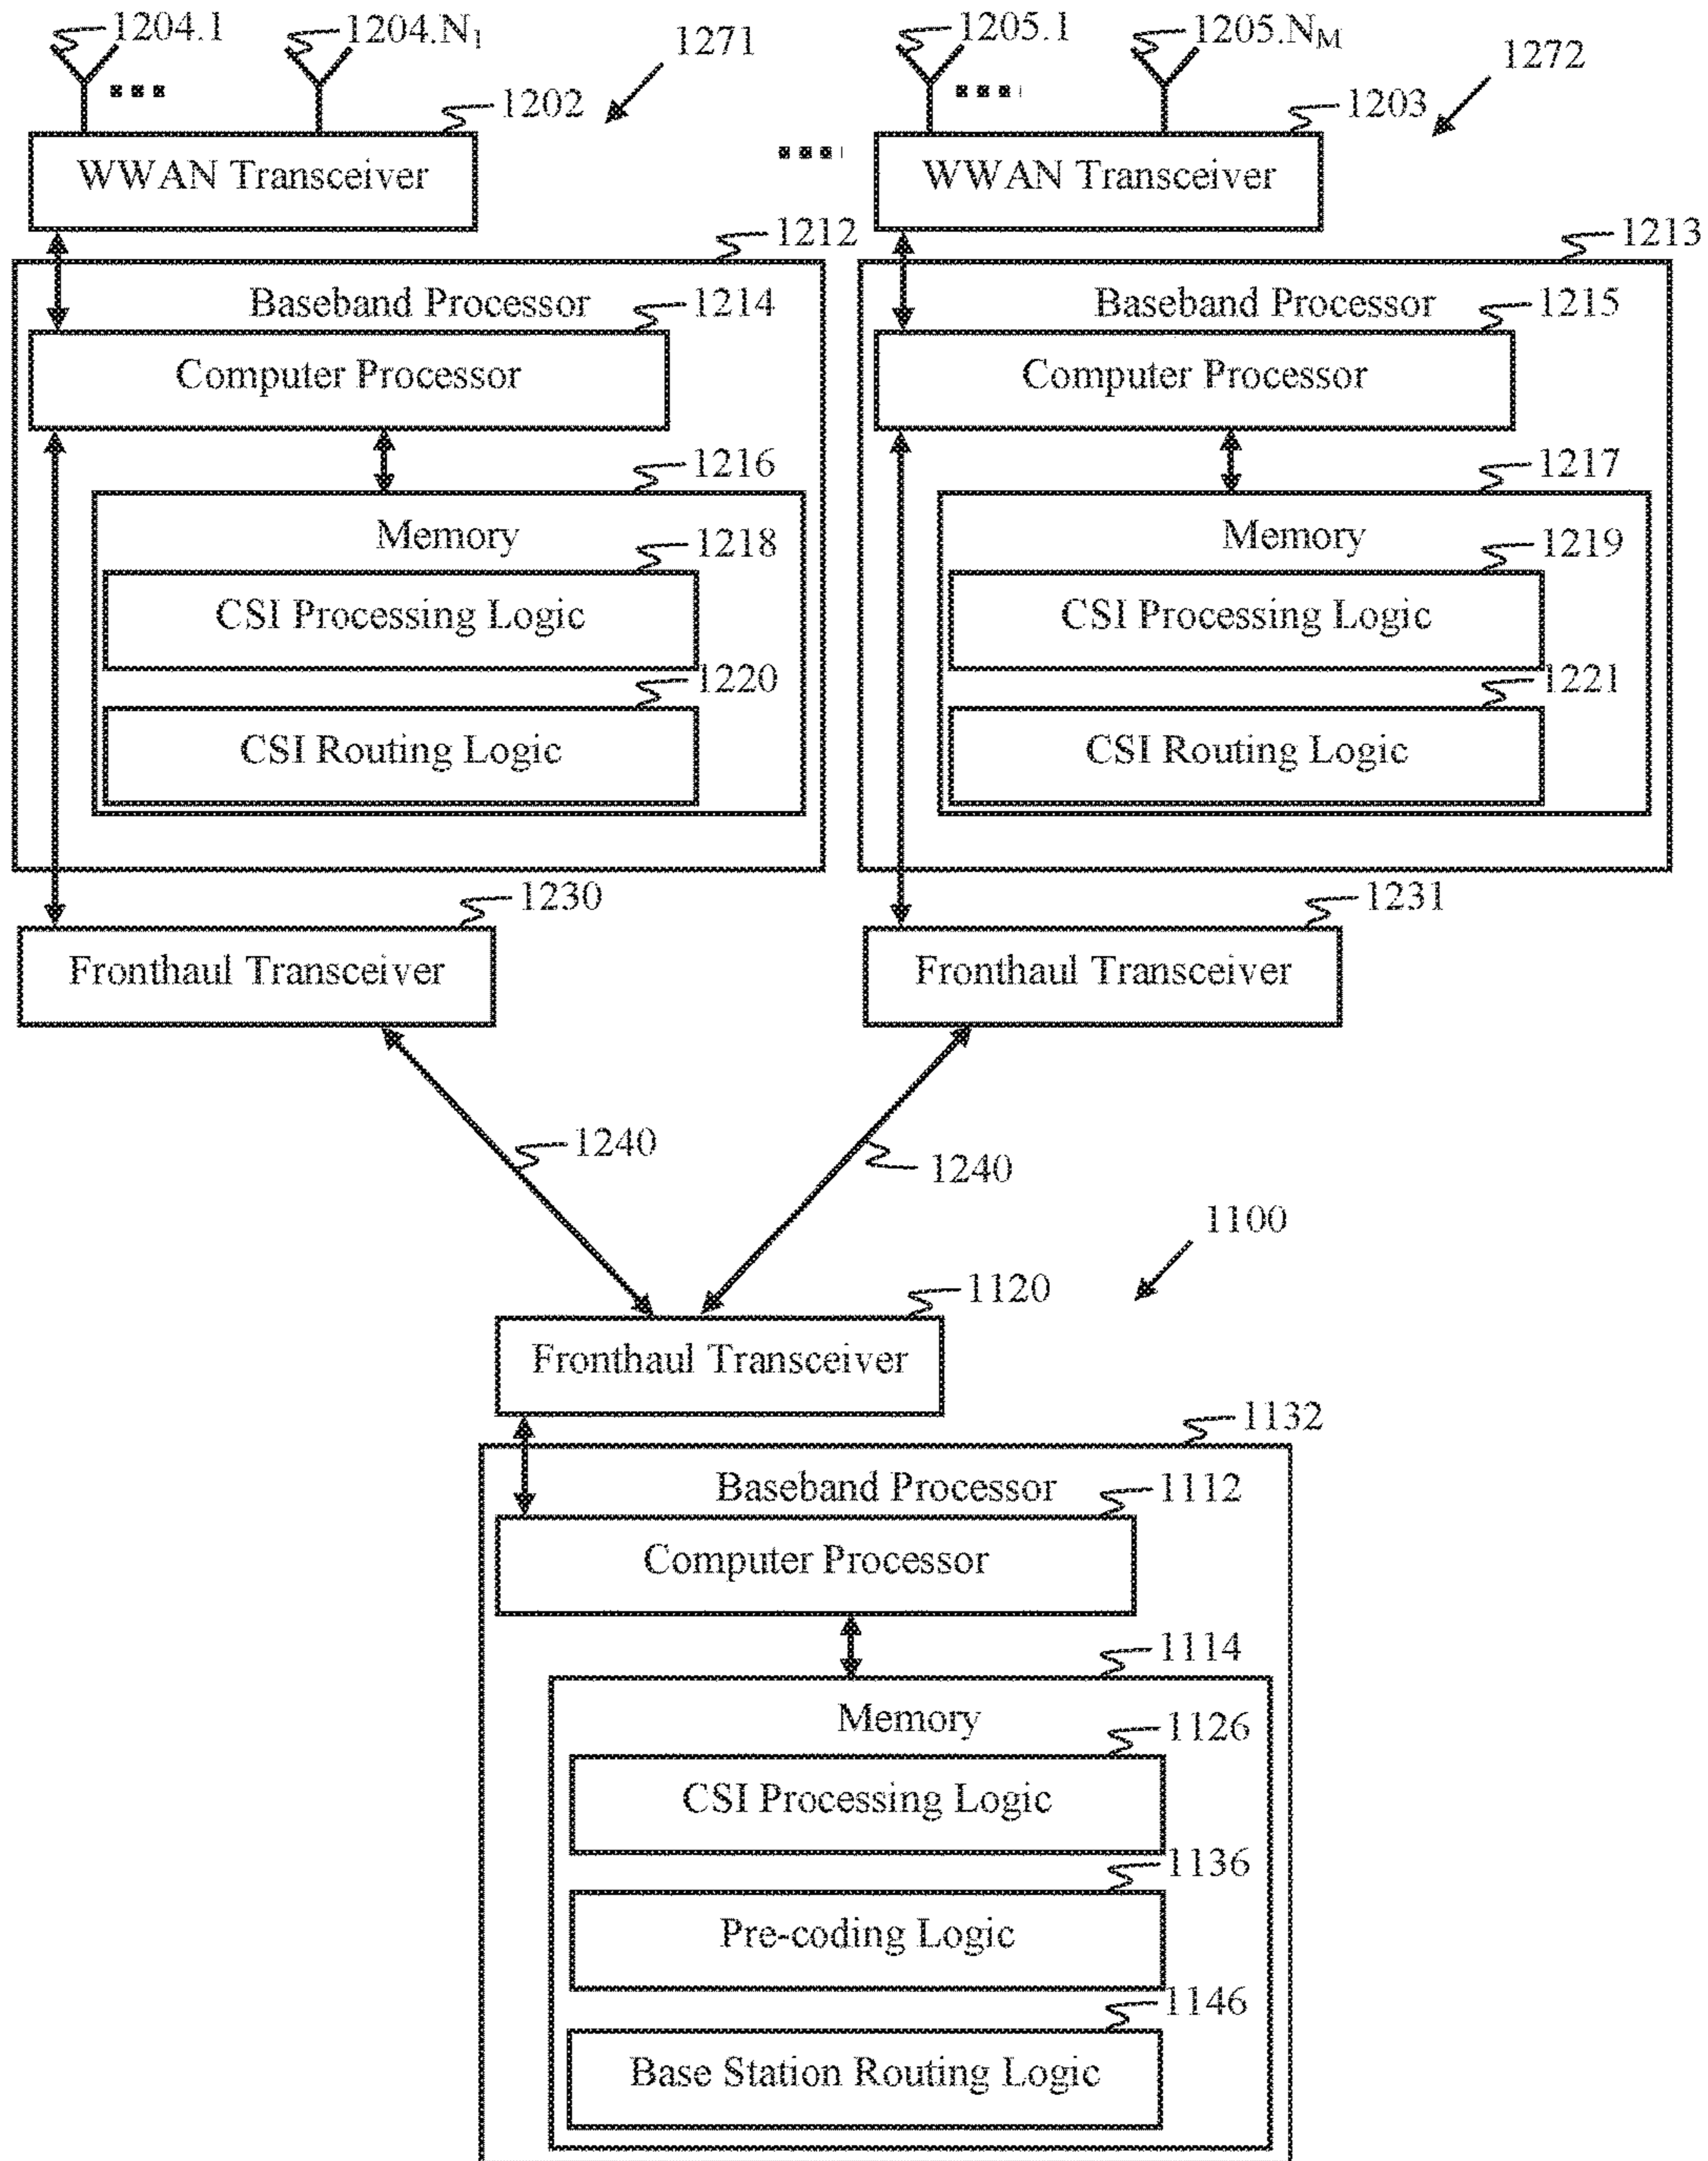 1204.1
1204.N1
1271
1205.1
1205.NM
1272
1202
1203
WWAN Transceiver
WWAN Transceiver
1212
1213
Baseband Processor
1214
Baseband Processor
1215
Computer Processor
Computer Processor
1216
1217
Memory
1218
Memory
1219
CSI Processing Logic
CSI Processing Logic
1220
1221
CSI Routing Logic
CSI Routing Logic
1230
1231
Fronthaul Transceiver
Fronthaul Transceiver
1240
1240
1100
1120
Fronthaul Transceiver
1132
Baseband Processor
1112
Computer Processor
1114
Memory
1126
CSI Processing Logic
1136
Pre-coding Logic
1146
Base Station Routing Logic